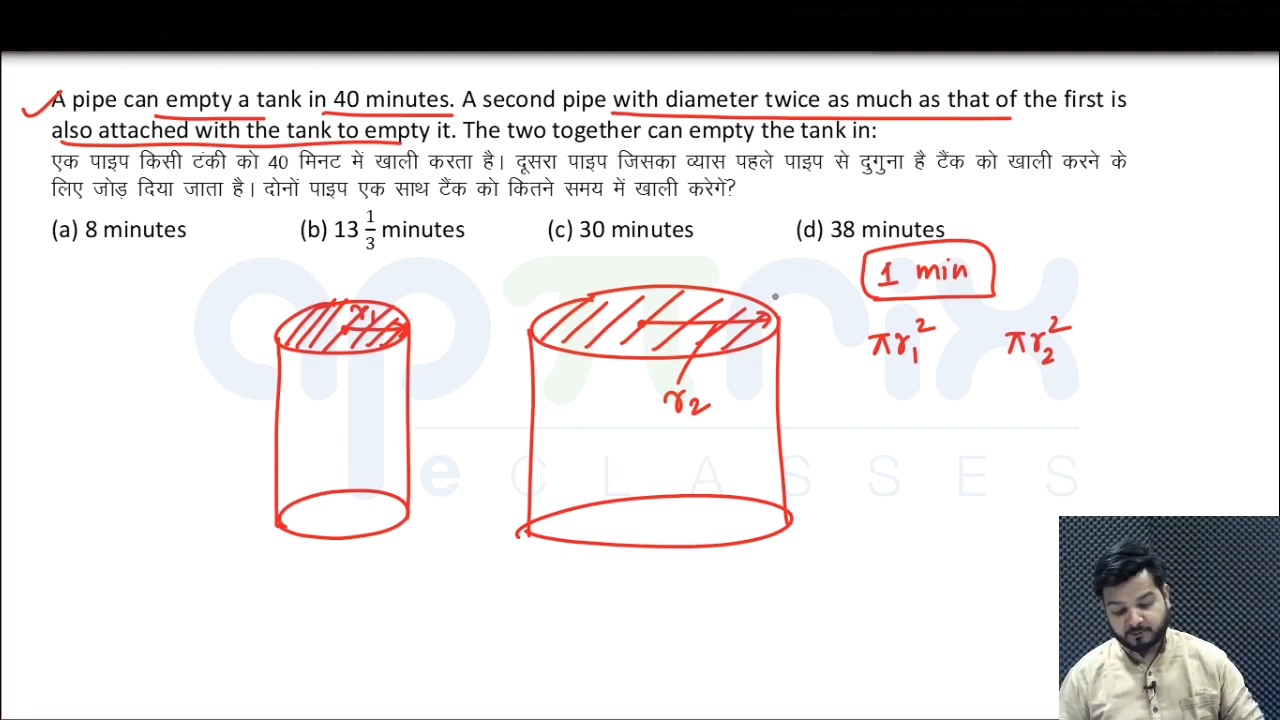 A pipe can empty a tank in 40 minutes. A second pipe with diameter twice as much as that of the first is
also attached with the tank to empty it. The two together can empty the tank in:
एक पाइप किसी टंकी को 40 मिनट में खाली करता है। दूसरा पाइप जिसका व्यास पहले पाइप से दुगुना है टैंक को खाली करने के
लिए जोड़ दिया जाता है। दोनों पाइप एक साथ टैंक को कितने समय में खाली करेगें?
(a) 8 minutes (b) 13 1/3 minutes (c) 30 minutes (d) 38 minutes
1 min
r₁
πr₁² πr₂²
r₂
eCLASSES